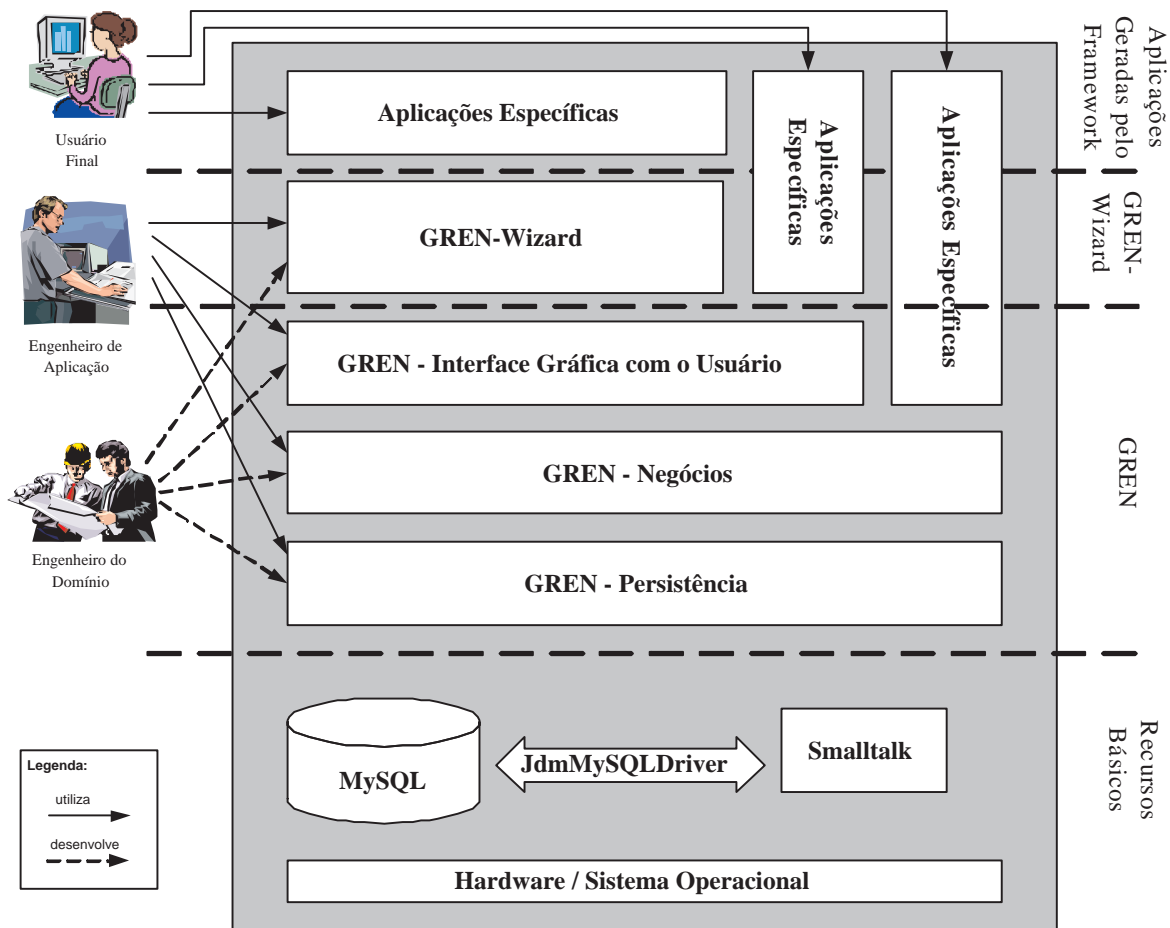 Usuário
Final
Aplicações Específicas
Aplicações
Específicas
Aplicações Específicas
Aplicações
Geradas pelo
Framework
Engenheiro de
Aplicação
GREN-Wizard
GREN-
Wizard
GREN - Interface Gráfica com o Usuário
GREN - Negócios
GREN - Persistência
GREN
Engenheiro do
Domínio
MySQL
JdmMySQLDriver
Smalltalk
Hardware / Sistema Operacional
Recursos
Básicos
Legenda:
utiliza
desenvolve